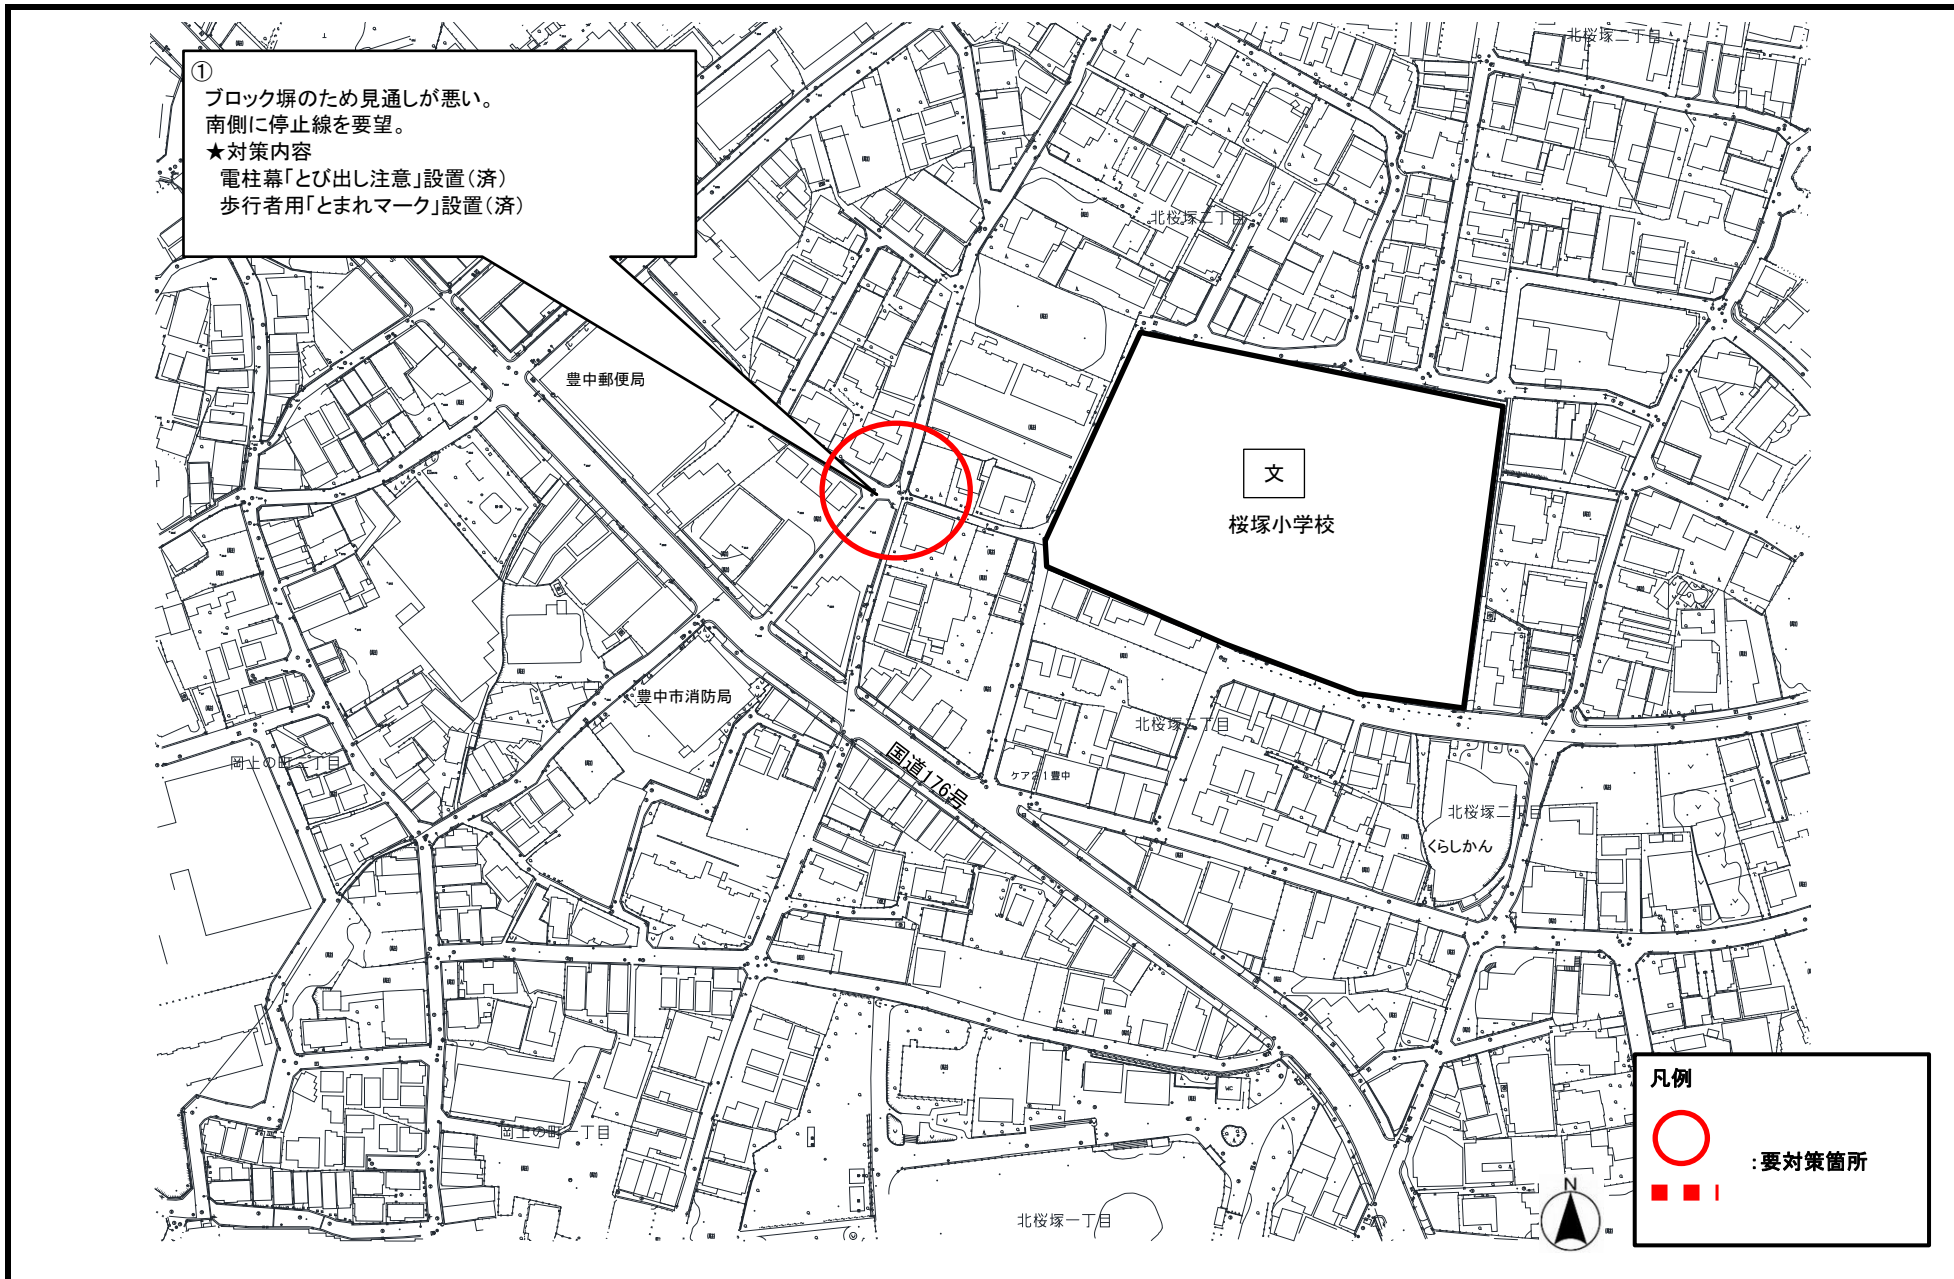 ①
ブロック塀のため見通しが悪い。
南側に停止線を要望。
★対策内容
電柱幕「とび出し注意」設置(済)
歩行者用「とまれマーク」設置(済)
北桜塚二丁目
北桜塚二丁目
豊中郵便局
文
桜塚小学校
豊中市消防局
北桜塚二丁目
岡上の町二丁目
国道176号
ケア21豊中
北桜塚二丁目
くらしかん
WC
岡上の町一丁目
北桜塚一丁目
凡例
:要対策箇所
N